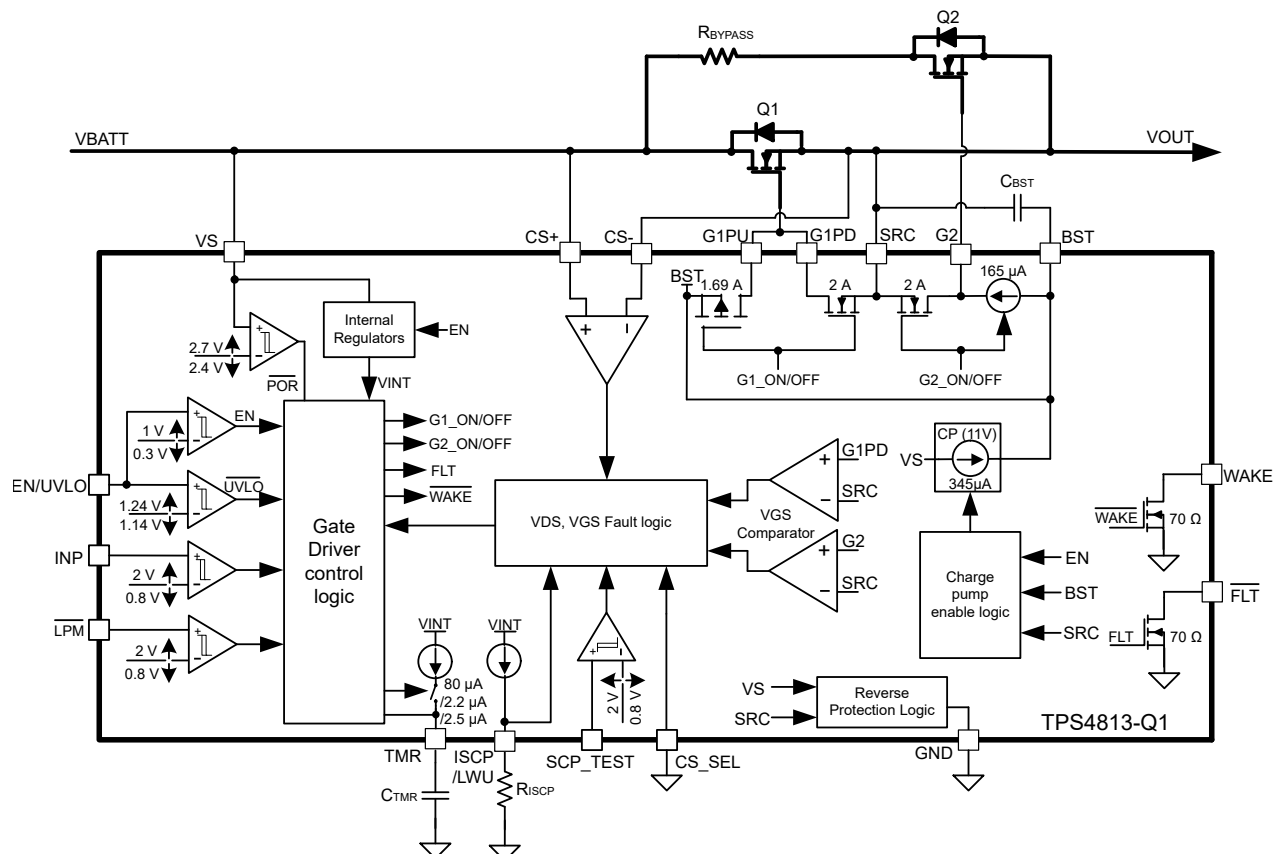 Q2
RBYPASS
Q1
VBATT
VOUT
CBST
VS
CS+
CS-
G1PU
G1PD
SRC
G2
BST
BST
1.69 A
2 A
2 A
165 µA
Internal
Regulators
EN
+
-
2.7 V
2.4 V
POR
VINT
G1_ON/OFF
G2_ON/OFF
EN
1 V
0.3 V
G1_ON/OFF
G2_ON/OFF
FLT
WAKE
CP (11V)
VS
345µA
EN/UVLO
UVLO
1.24 V
1.14 V
Gate
Driver
control
logic
VDS, VGS Fault logic
G1PD
SRC
VGS
Comparator
G2
SRC
WAKE
WAKE
70 Ω
INP
2 V
0.8 V
Charge
pump
enable logic
EN
BST
SRC
FLT
FLT
70 Ω
LPM
2 V
0.8 V
VINT
VINT
80 µA
/2.2 µA
/2.5 µA
2 V
0.8 V
VS
SRC
Reverse
Protection Logic
TPS4813-Q1
TMR
ISCP
/LWU
SCP_TEST
CS_SEL
GND
CTMR
RISCP